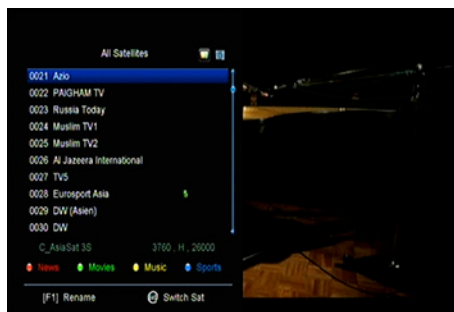 All Satellites
0021 Azio
0022 PAIGHAM TV
0023 Russia Today
0024 Muslim TV1
0025 Muslim TV2
0026 Al Jazeera International
0027 TV5
0028 Eurosport Asia $
0029 DW (Asien)
0030 DW
C_AsiaSat 3S 3760 , H , 26000
News Movies Music Sports
[F1] Rename Switch Sat